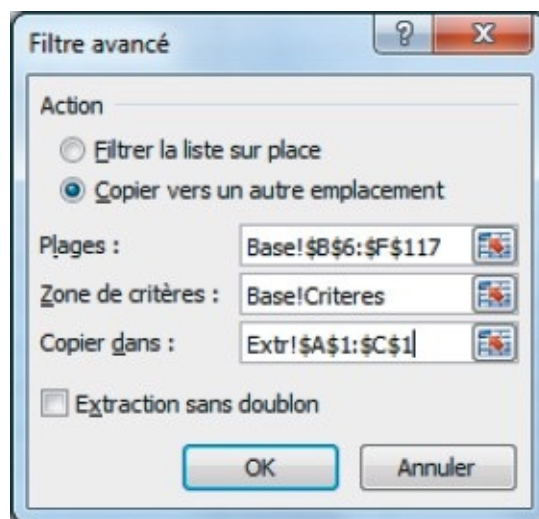 Filtre avancé
?
X
Action
Filtrer la liste sur place
Copier vers un autre emplacement
Plages : Base!$B$6:$F$117
Zone de critères : Base!Criteres
Copier dans : Extr!$A$1:$C$1
Extraction sans doublon
OK Annuler